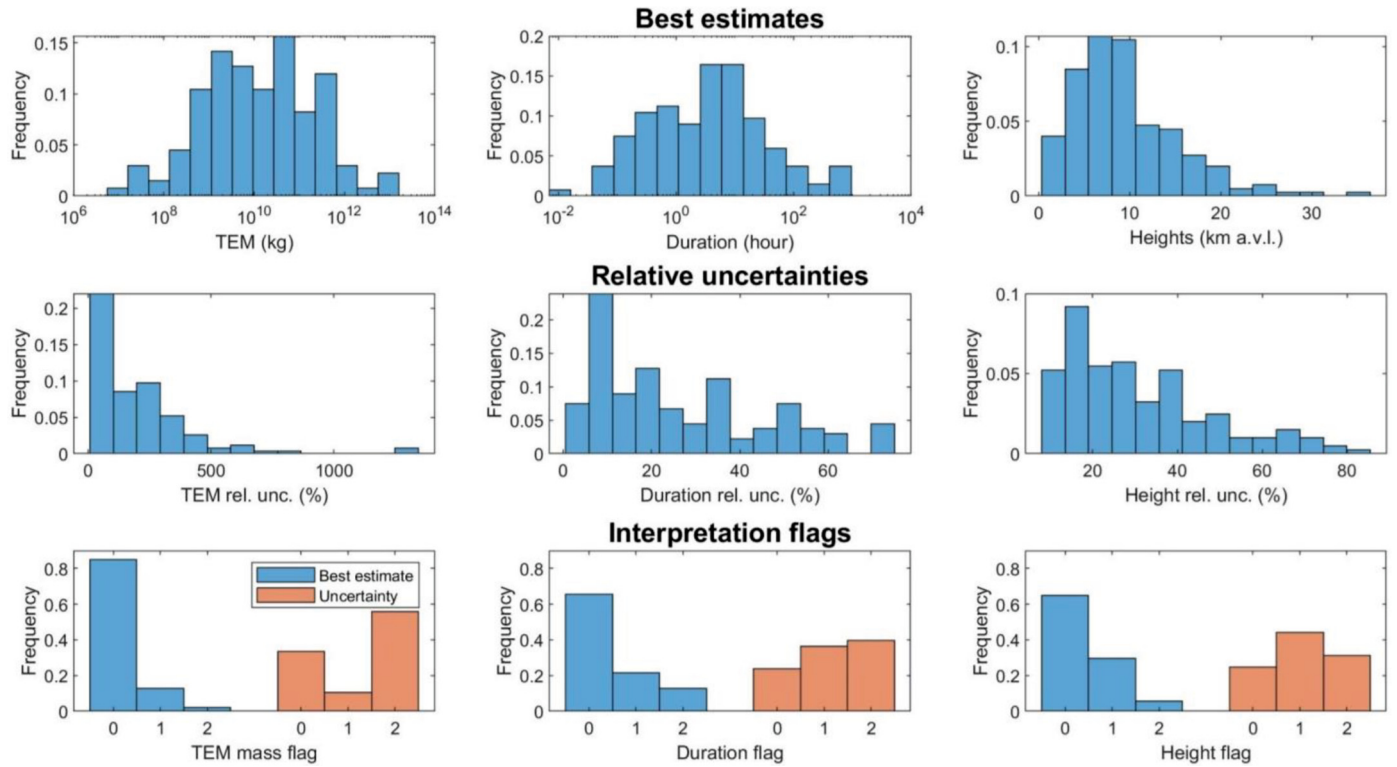 Best estimates
Frequency
0.15
0.1
0.05
0
10^6 10^8 10^10 10^12 10^14
TEM (kg)
Frequency
0.2
0.15
0.1
0.05
0
10^-2 10^0 10^2 10^4
Duration (hour)
Frequency
0.1
0.05
0
0 10 20 30
Heights (km a.v.l.)
Relative uncertainties
Frequency
0.2
0.15
0.1
0.05
0
0 500 1000
TEM rel. unc. (%)
Frequency
0.2
0.15
0.1
0.05
0
0 20 40 60
Duration rel. unc. (%)
Frequency
0.1
0.05
0
20 40 60 80
Height rel. unc. (%)
Interpretation flags
Frequency
0.8
0.6
0.4
0.2
0
Best estimate
Uncertainty
0 1 2 0 1 2
TEM mass flag
Frequency
0.8
0.6
0.4
0.2
0
0 1 2 0 1 2
Duration flag
Frequency
0.8
0.6
0.4
0.2
0
0 1 2 0 1 2
Height flag